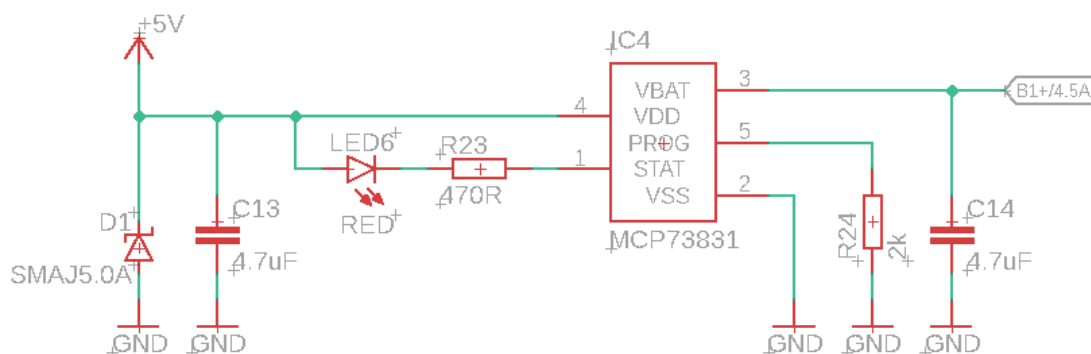 +5V
IC4
VBAT
3
B1+/4.5A
4
VDD
LED6
R23
PROG
5
1
STAT
470R
VSS
2
RED
D1
C13
R24
2k
C14
MCP73831
SMAJ5.0A
4.7uF
4.7uF
GND
GND
GND
GND
GND